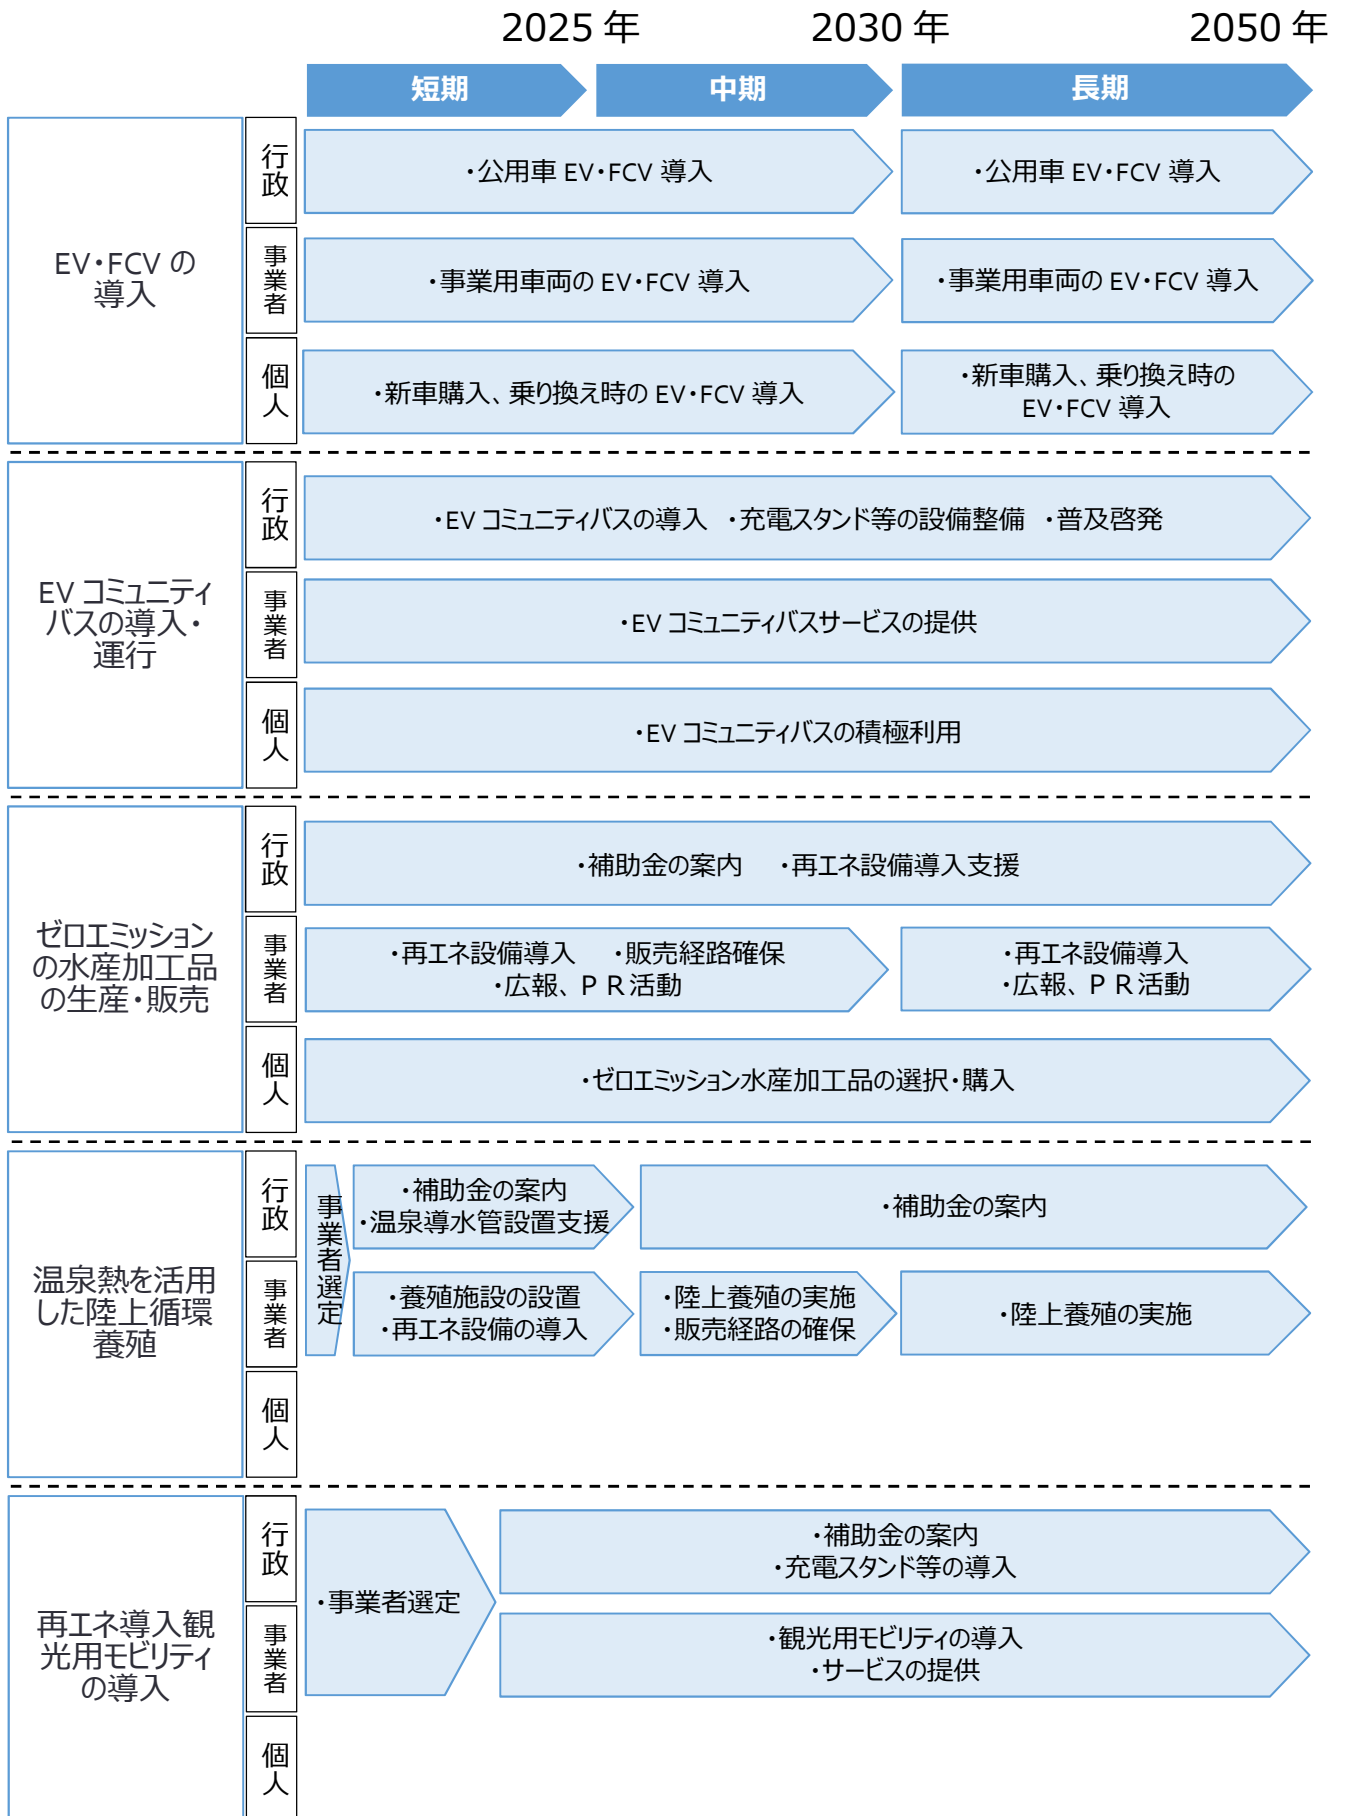 2025 年
2030 年
2050 年
短期
中期
長期
EV・FCV の
導入
行政
・公用車 EV・FCV 導入
・公用車 EV・FCV 導入
事業者
・事業用車両の EV・FCV 導入
・事業用車両の EV・FCV 導入
個人
・新車購入、乗り換え時の EV・FCV 導入
・新車購入、乗り換え時の
EV・FCV 導入
EV コミュニティ
バスの導入・
運行
行政
・EV コミュニティバスの導入 ・充電スタンド等の設備整備 ・普及啓発
事業者
・EV コミュニティバスサービスの提供
個人
・EV コミュニティバスの積極利用
ゼロエミッション
の水産加工品
の生産・販売
行政
・補助金の案内 ・再エネ設備導入支援
事業者
・再エネ設備導入 ・販売経路確保
・広報、ＰＲ活動
・再エネ設備導入
・広報、ＰＲ活動
個人
・ゼロエミッション水産加工品の選択・購入
温泉熱を活用
した陸上循環
養殖
行政
事業者選定
・補助金の案内
・温泉導水管設置支援
・補助金の案内
事業者
・養殖施設の設置
・再エネ設備の導入
・陸上養殖の実施
・販売経路の確保
・陸上養殖の実施
個人
再エネ導入観
光用モビリティ
の導入
行政
・事業者選定
・補助金の案内
・充電スタンド等の導入
事業者
・観光用モビリティの導入
・サービスの提供
個人